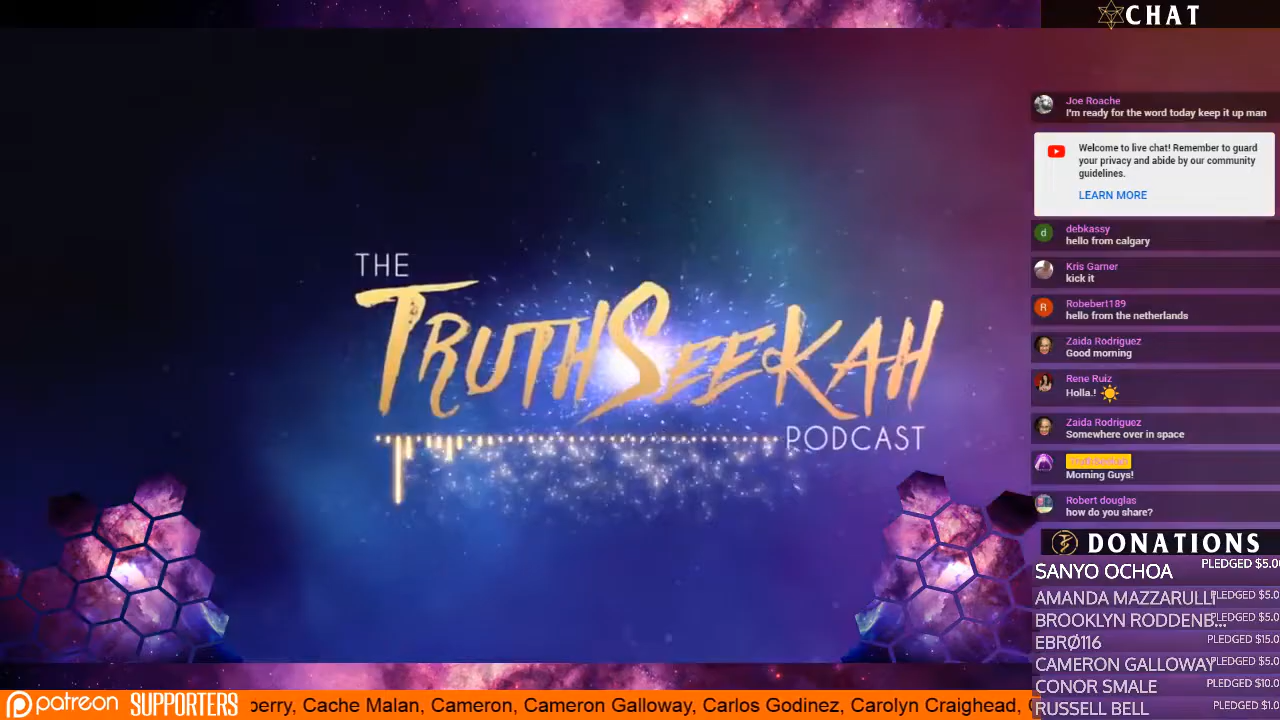 CHAT
Joe Roache
I'm ready for the word today keep it up man
Welcome to live chat! Remember to guard
your privacy and abide by our community
guidelines.
LEARN MORE
d
debkassy
hello from calgary
Kris Garner
kick it
R
Robebert189
hello from the netherlands
Zaida Rodriguez
Good morning
Rene Ruiz
Holla.!
Zaida Rodriguez
Somewhere over in space
Morning Guys!
Robert douglas
how do you share?
THE
TRUTHSEEKAH
PODCAST
DONATIONS
SANYO OCHOA PLEDGED $5.00
AMANDA MAZZARULLI PLEDGED $5.0
BROOKLYN RODDENB... PLEDGED $5.0
EBRØ116 PLEDGED $15.0
CAMERON GALLOWAY PLEDGED $5.0
CONOR SMALE PLEDGED $10.0
RUSSELL BELL PLEDGED $1.0
patreon SUPPORTERS berry, Cache Malan, Cameron, Cameron Galloway, Carlos Godinez, Carolyn Craighead,